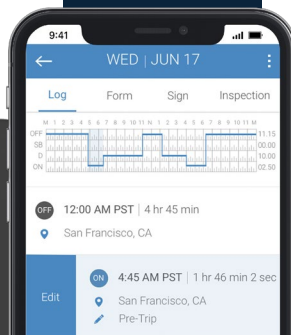 9:41
WED | JUN 17
Log Form Sign Inspection
M 1 2 3 4 5 6 7 8 9 10 11 N 1 2 3 4 5 6 7 8 9 10 11 M
OFF 11.15
SB 00.00
D 10.00
ON 02.50
OFF 12:00 AM PST | 4 hr 45 min
San Francisco, CA
Edit ON 4:45 AM PST | 1 hr 46 min 2 sec
San Francisco, CA
Pre-Trip